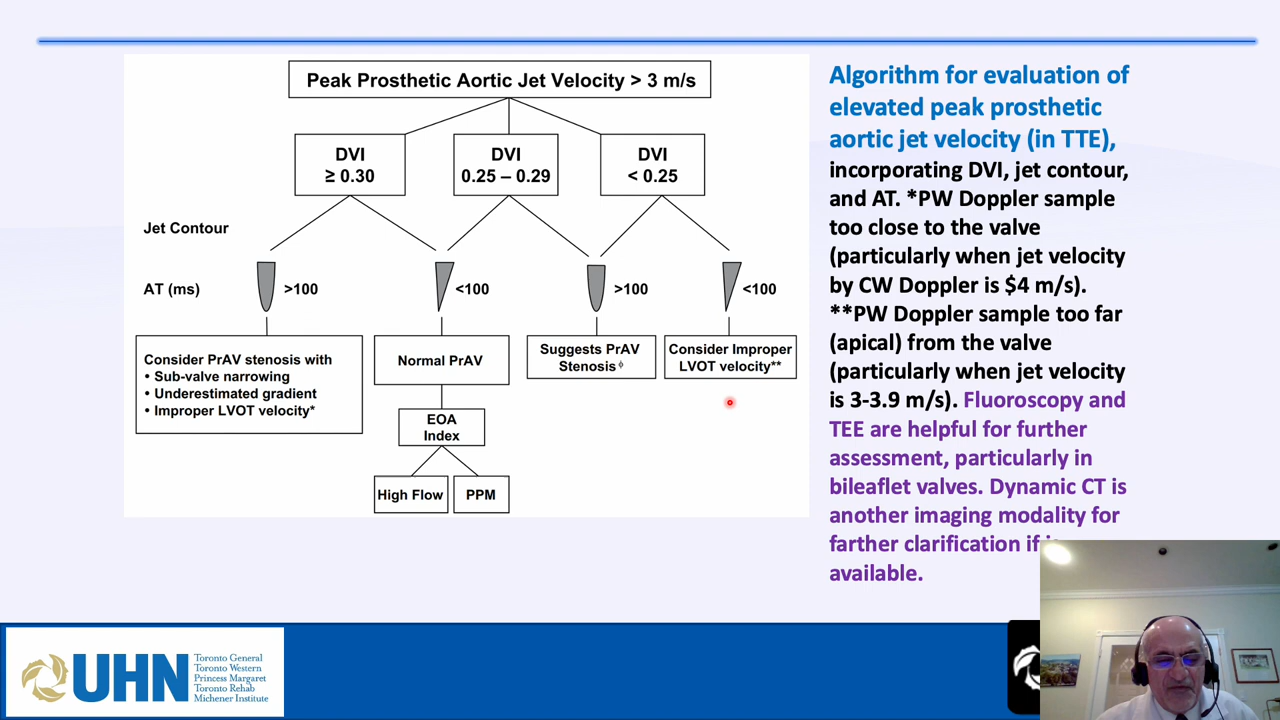 Peak Prosthetic Aortic Jet Velocity > 3 m/s
DVI
≥ 0.30
DVI
0.25 – 0.29
DVI
< 0.25
Jet Contour
AT (ms)
>100
<100
>100
<100
Consider PrAV stenosis with
• Sub-valve narrowing
• Underestimated gradient
• Improper LVOT velocity*
Normal PrAV
Suggests PrAV
Stenosis ᶲ
Consider Improper
LVOT velocity**
EOA
Index
High Flow
PPM
Algorithm for evaluation of
elevated peak prosthetic
aortic jet velocity (in TTE),
incorporating DVI, jet contour,
and AT. *PW Doppler sample
too close to the valve
(particularly when jet velocity
by CW Doppler is $4 m/s).
**PW Doppler sample too far
(apical) from the valve
(particularly when jet velocity
is 3-3.9 m/s). Fluoroscopy and
TEE are helpful for further
assessment, particularly in
bileaflet valves. Dynamic CT is
another imaging modality for
farther clarification if
available.
UHN
Toronto General
Toronto Western
Princess Margaret
Toronto Rehab
Michener Institute